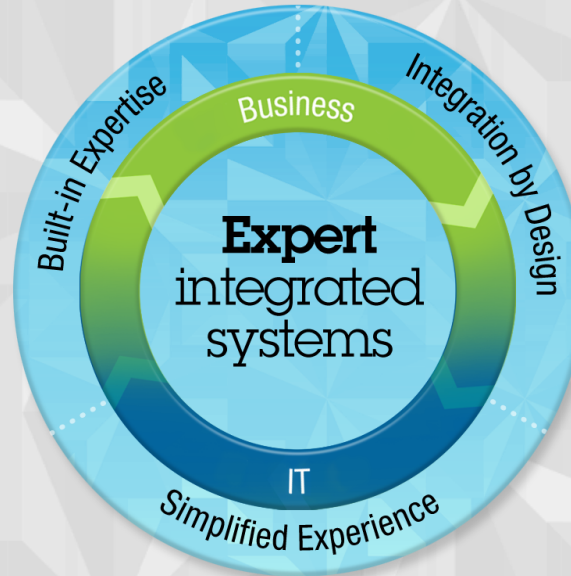 Built-in Expertise
Integration by Design
Business
Expert
integrated
systems
IT
Simplified Experience